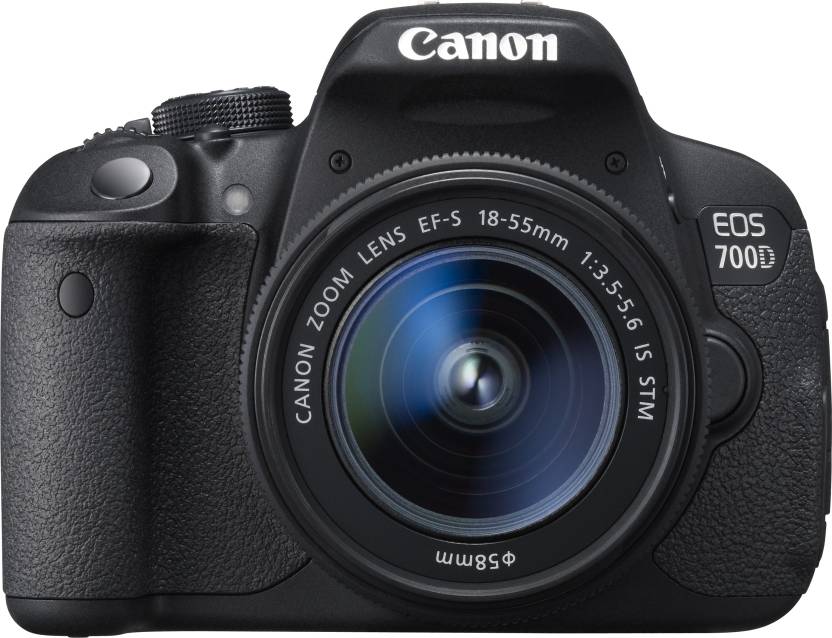 Canon
EOS
700D
CANON ZOOM LENS EF-S 18-55mm 1:3.5-5.6 IS STM
φ58mm